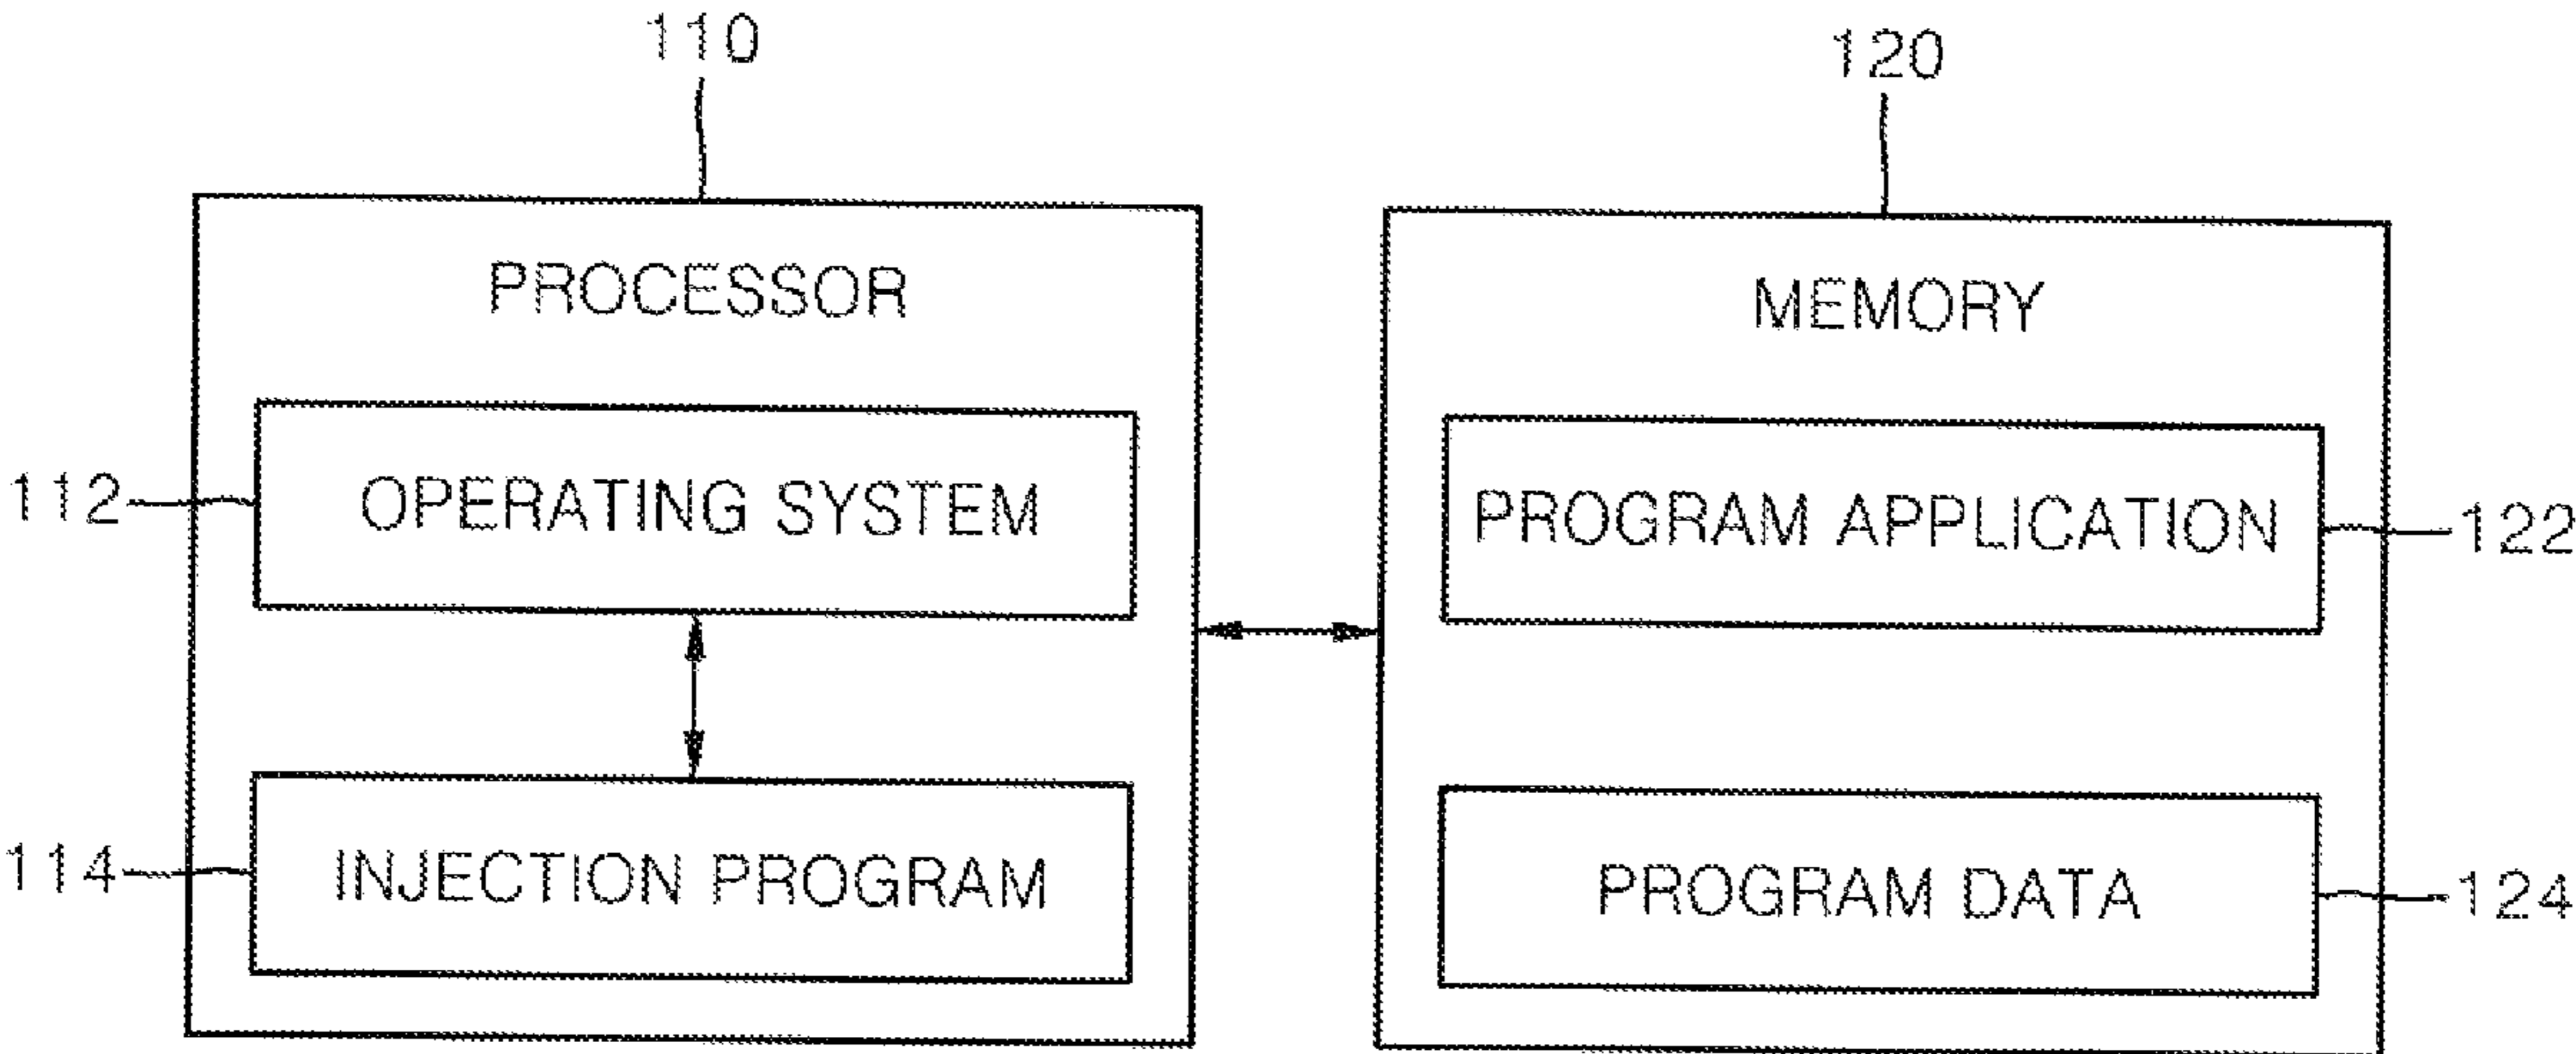 110
120
PROCESSOR
MEMORY
112
OPERATING SYSTEM
PROGRAM APPLICATION
122
114
INJECTION PROGRAM
PROGRAM DATA
124